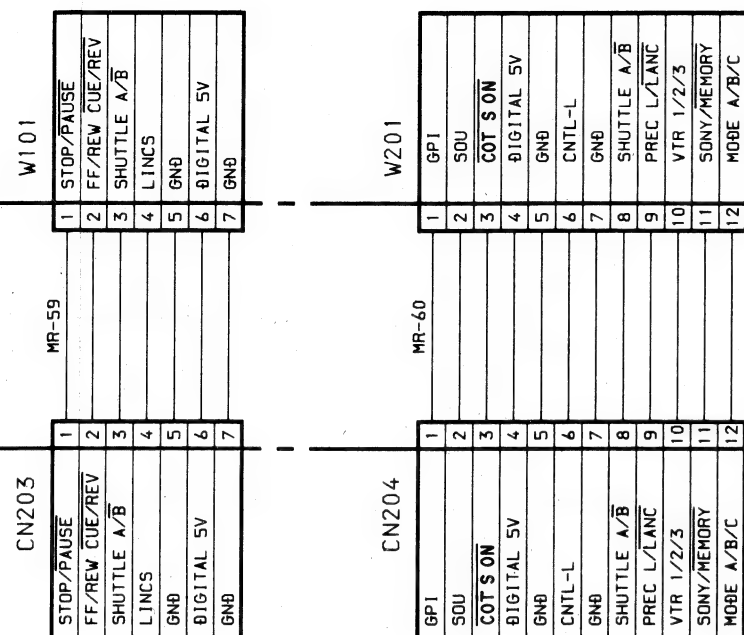 W101
1 STOP/PAUSE
2 FF/REW CUE/REV
3 SHUTTLE A/B
4 LINCS
5 GND
6 DIGITAL 5V
7 GND
MR-59
CN203
STOP/PAUSE 1
FF/REW CUE/REV 2
SHUTTLE A/B 3
LINCS 4
GND 5
DIGITAL 5V 6
GND 7
W201
1 GPI
2 SOU
3 COT S ON
4 DIGITAL 5V
5 GND
6 CNTL-L
7 GND
8 SHUTTLE A/B
9 PREC L/LANC
10 VTR 1/2/3
11 SONY/MEMORY
12 MODE A/B/C
MR-60
CN204
GPI 1
SOU 2
COT S ON 3
DIGITAL 5V 4
GND 5
CNTL-L 6
GND 7
SHUTTLE A/B 8
PREC L/LANC 9
VTR 1/2/3 10
SONY/MEMORY 11
MODE A/B/C 12